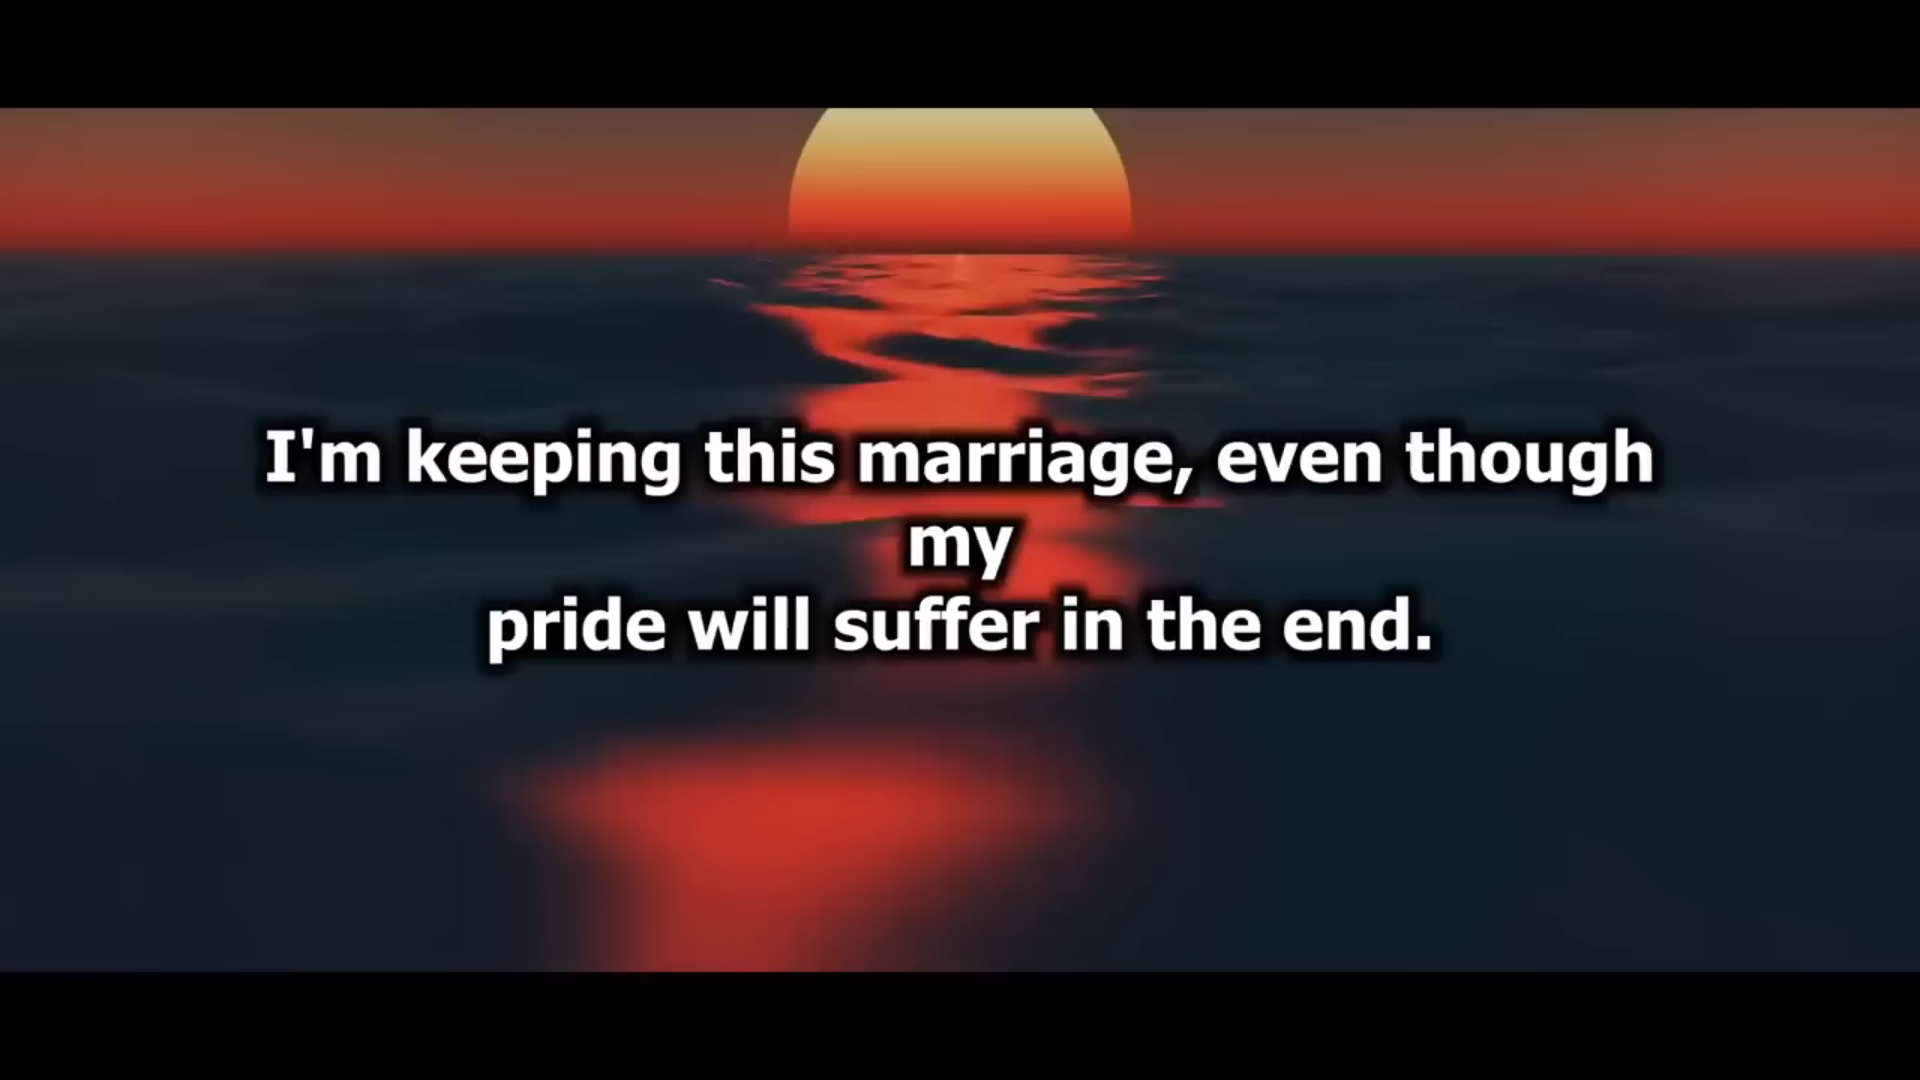 I'm keeping this marriage, even though
my
pride will suffer in the end.